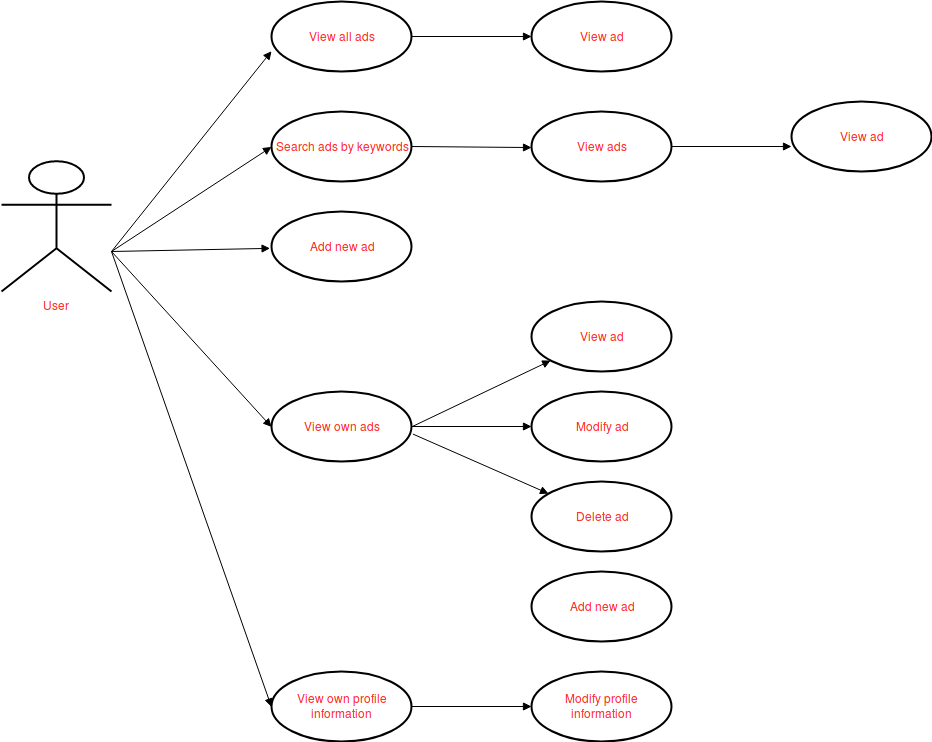 View all ads
View ad
Search ads by keywords
View ads
View ad
Add new ad
User
View ad
View own ads
Modify ad
Delete ad
Add new ad
View own profile
information
Modify profile
information